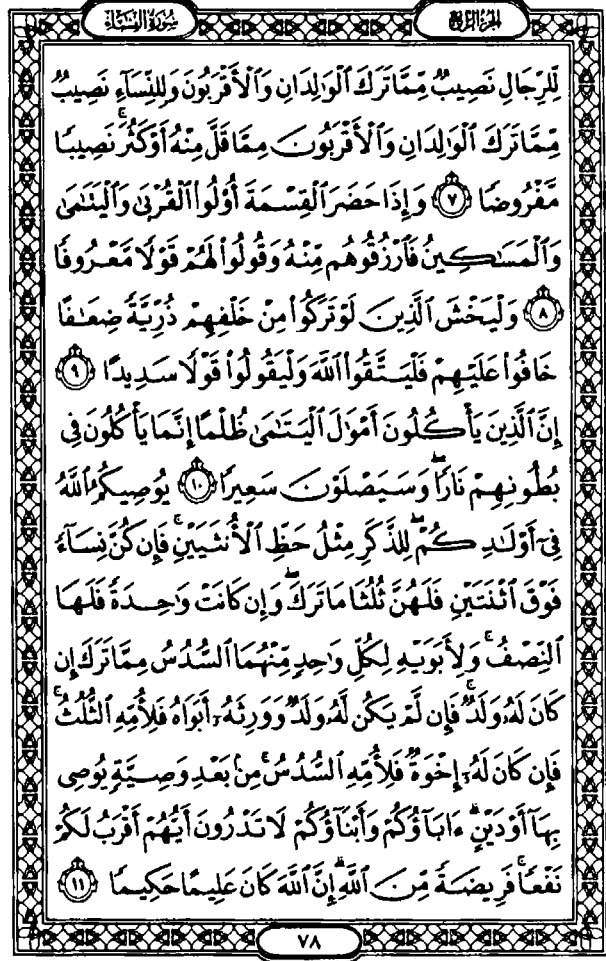 سُورَةُ النِّسَاءِ
الجُزْءُ الرَّابِعُ
لِّلرِّجَالِ نَصِيبٌ مِّمَّا تَرَكَ ٱلْوَٰلِدَانِ وَٱلْأَقْرَبُونَ وَلِلنِّسَآءِ نَصِيبٌ
مِّمَّا تَرَكَ ٱلْوَٰلِدَانِ وَٱلْأَقْرَبُونَ مِمَّا قَلَّ مِنْهُ أَوْ كَثُرَ ۚ نَصِيبًا
مَّفْرُوضًا ٧ وَإِذَا حَضَرَ ٱلْقِسْمَةَ أُو۟لُوا۟ ٱلْقُرْبَىٰ وَٱلْيَتَٰمَىٰ
وَٱلْمَسَٰكِينُ فَٱرْزُقُوهُم مِّنْهُ وَقُولُوا۟ لَهُمْ قَوْلًا مَّعْرُوفًا
٨ وَلْيَخْشَ ٱلَّذِينَ لَوْ تَرَكُوا۟ مِنْ خَلْفِهِمْ ذُرِّيَّةً ضِعَٰفًا
خَافُوا۟ عَلَيْهِمْ فَلْيَتَّقُوا۟ ٱللَّهَ وَلْيَقُولُوا۟ قَوْلًا سَدِيدًا ٩
إِنَّ ٱلَّذِينَ يَأْكُلُونَ أَمْوَٰلَ ٱلْيَتَٰمَىٰ ظُلْمًا إِنَّمَا يَأْكُلُونَ فِى
بُطُونِهِمْ نَارًا ۖ وَسَيَصْلَوْنَ سَعِيرًا ١٠ يُوصِيكُمُ ٱللَّهُ
فِىٓ أَوْلَٰدِكُمْ ۖ لِلذَّكَرِ مِثْلُ حَظِّ ٱلْأُنثَيَيْنِ ۚ فَإِن كُنَّ نِسَآءً
فَوْقَ ٱثْنَتَيْنِ فَلَهُنَّ ثُلُثَا مَا تَرَكَ ۖ وَإِن كَانَتْ وَٰحِدَةً فَلَهَا
ٱلنِّصْفُ ۚ وَلِأَبَوَيْهِ لِكُلِّ وَٰحِدٍ مِّنْهُمَا ٱلسُّدُسُ مِمَّا تَرَكَ إِن
كَانَ لَهُۥ وَلَدٌ ۚ فَإِن لَّمْ يَكُن لَّهُۥ وَلَدٌ وَوَرِثَهُۥٓ أَبَوَاهُ فَلِأُمِّهِ ٱلثُّلُثُ ۚ
فَإِن كَانَ لَهُۥٓ إِخْوَةٌ فَلِأُمِّهِ ٱلسُّدُسُ ۚ مِنۢ بَعْدِ وَصِيَّةٍ يُوصِى
بِهَآ أَوْ دَيْنٍ ۗ ءَابَآؤُكُمْ وَأَبْنَآؤُكُمْ لَا تَدْرُونَ أَيُّهُمْ أَقْرَبُ لَكُمْ
نَفْعًا ۚ فَرِيضَةً مِّنَ ٱللَّهِ ۗ إِنَّ ٱللَّهَ كَانَ عَلِيمًا حَكِيمًا ١١
٧٨